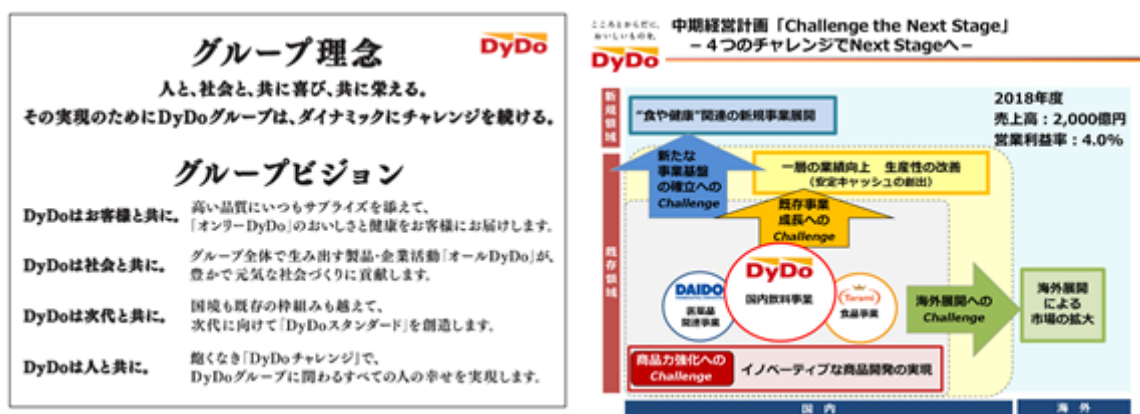 グループ理念
DyDo
人と、社会と、共に喜び、共に栄える。
その実現のためにDyDoグループは、ダイナミックにチャレンジを続ける。
グループビジョン
DyDoはお客様と共に。
高い品質にいつもサプライズを添えて、
「オンリーDyDo」のおいしさと健康をお客様にお届けします。
DyDoは社会と共に。
グループ全体で生み出す製品・企業活動「オールDyDo」が、
豊かで元気な社会づくりに貢献します。
DyDoは次代と共に。
国境も既存の枠組みも越えて、
次代に向けて「DyDoスタンダード」を創造します。
DyDoは人と共に。
飽くなき「DyDoチャレンジ」で、
DyDoグループに関わるすべての人の幸せを実現します。
こころとからだに、
おいしいものを。
DyDo
中期経営計画「Challenge the Next Stage」
－４つのチャレンジでNext Stageへ－
新規領域
"食や健康"関連の新規事業展開
2018年度
売上高：2,000億円
営業利益率：4.0%
新たな
事業基盤
の確立への
Challenge
一層の業績向上　生産性の改善
（安定キャッシュの創出）
既存事業
成長への
Challenge
既存領域
DAIDO
医薬品
関連事業
DyDo
国内飲料事業
Tarami
食品事業
海外展開への
Challenge
海外展開
による
市場の拡大
商品力強化への
Challenge
イノベーティブな商品開発の実現
国内
海外